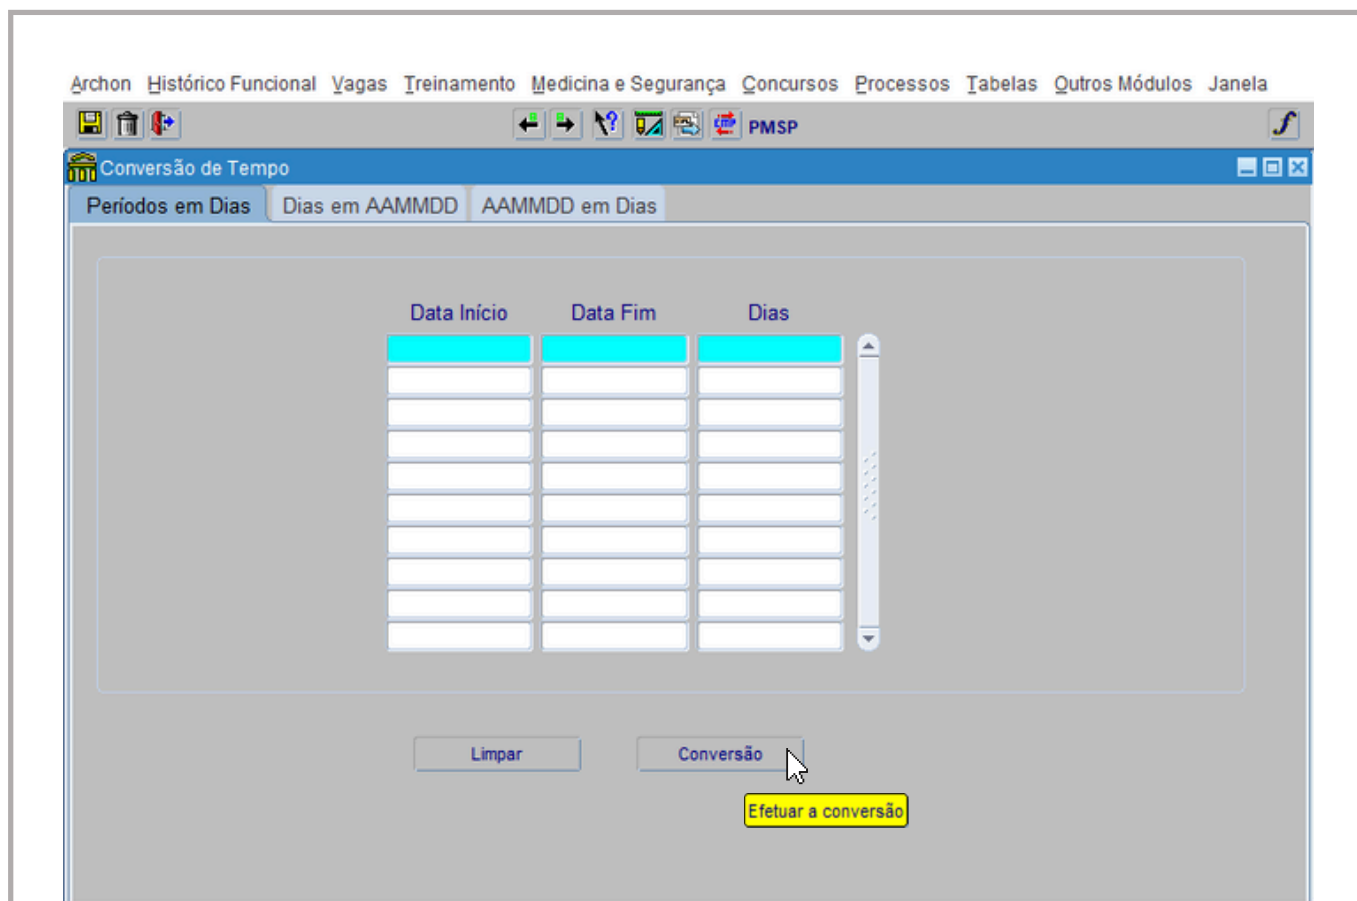 Archon Histórico Funcional Vagas Treinamento Medicina e Segurança Concursos Processos Tabelas Outros Módulos Janela
PMSP
Conversão de Tempo
Períodos em Dias Dias em AAMMDD AAMMDD em Dias
Data Início Data Fim Dias
Limpar Conversão
Efetuar a conversão